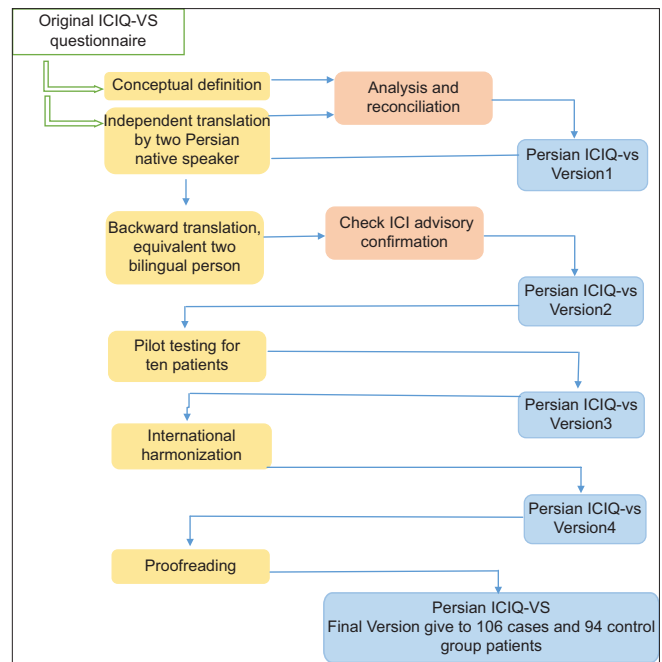 Original ICIQ-VS
questionnaire
Conceptual definition
Analysis and
reconciliation
Independent translation
by two Persian
native speaker
Persian ICIQ-vs
Version1
Backward translation,
equivalent two
bilingual person
Check ICI advisory
confirmation
Persian ICIQ-vs
Version2
Pilot testing for
ten patients
Persian ICIQ-vs
Version3
International
harmonization
Persian ICIQ-vs
Version4
Proofreading
Persian ICIQ-VS
Final Version give to 106 cases and 94 control
group patients